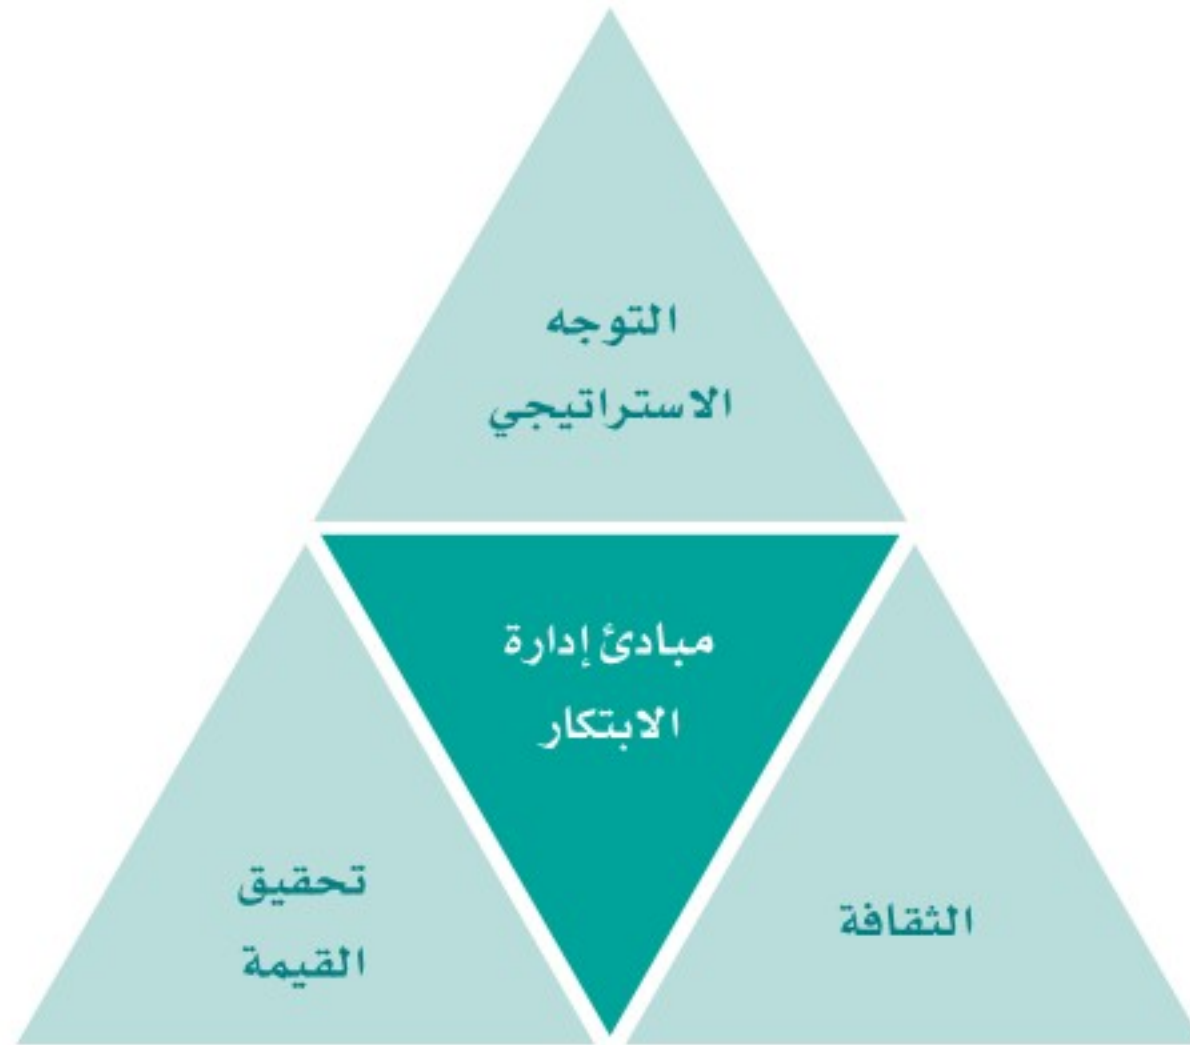 التوجه
الاستراتيجي
مبادئ إدارة
الابتكار
الثقافة
تحقيق
القيمة